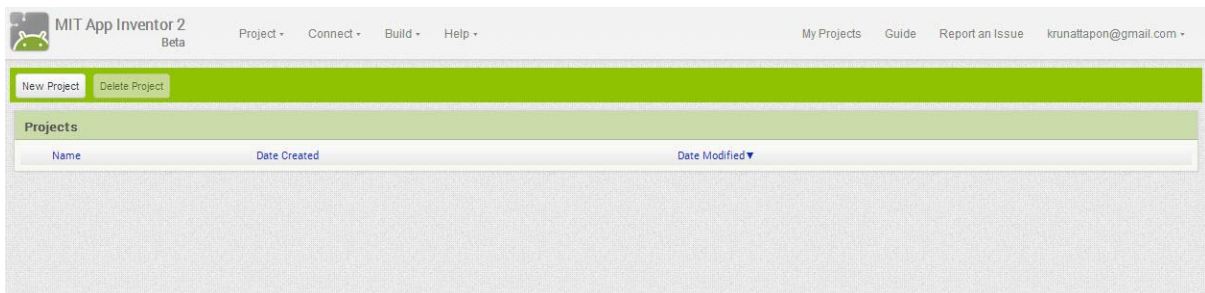 MIT App Inventor 2
Beta
Project Connect Build Help
My Projects Guide Report an Issue krunattapon@gmail.com
New Project Delete Project
Projects
Name Date Created Date Modified▼